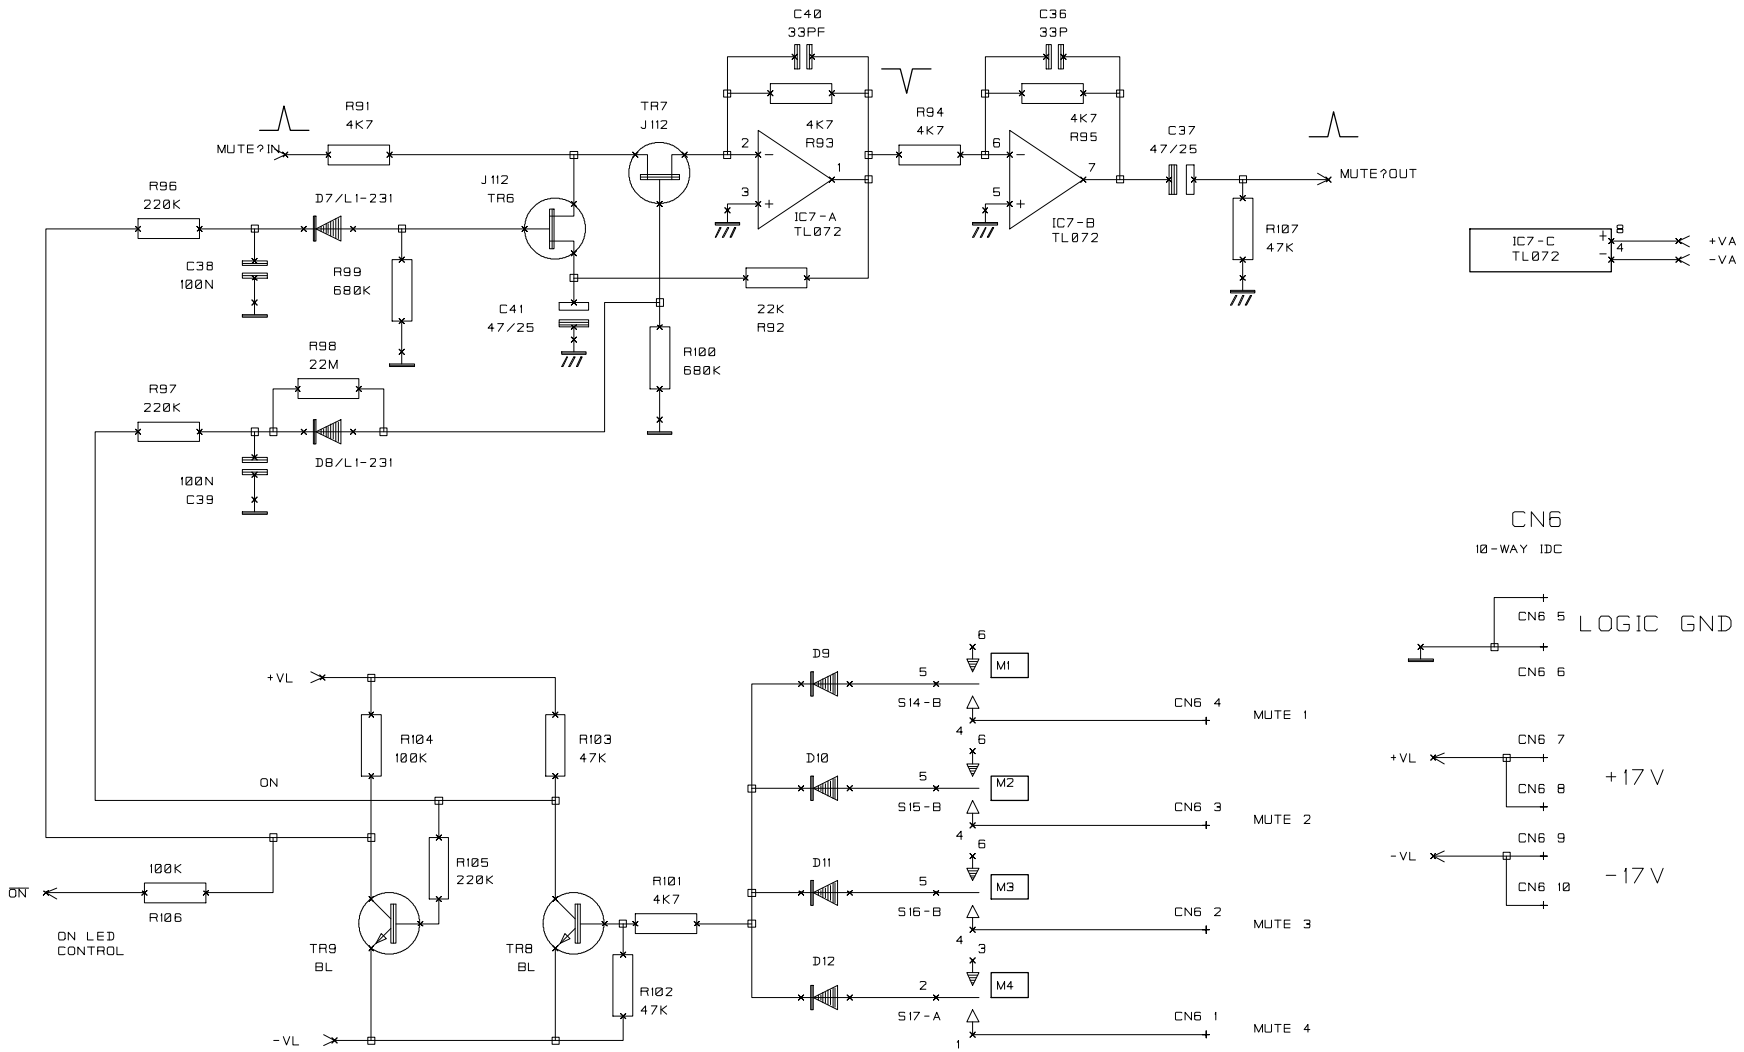 C40
33PF
C36
33P
R91
4K7
TR7
J112
MUTE?IN
2
3
1
4K7
R93
IC7-A
TL072
R94
4K7
6
5
7
4K7
R95
IC7-B
TL072
C37
47/25
MUTE?OUT
R107
47K
IC7-C
TL072
+
-
8
4
+VA
-VA
R96
220K
D7/L1-231
J112
TR6
C38
100N
R99
680K
C41
47/25
22K
R92
R98
22M
R100
680K
R97
220K
D8/L1-231
100N
C39
CN6
10-WAY IDC
CN6 5
LOGIC GND
CN6 6
+VL
CN6 7
+17V
CN6 8
-VL
CN6 9
-17V
CN6 10
+VL
R104
100K
R103
47K
ON
R105
220K
100K
R106
ON
ON LED
CONTROL
TR9
BL
TR8
BL
R101
4K7
R102
47K
-VL
D9
5
S14-B
6
M1
4
CN6 4
MUTE 1
D10
5
S15-B
6
M2
4
CN6 3
MUTE 2
D11
5
S16-B
6
M3
4
CN6 2
MUTE 3
D12
2
S17-A
3
M4
1
CN6 1
MUTE 4